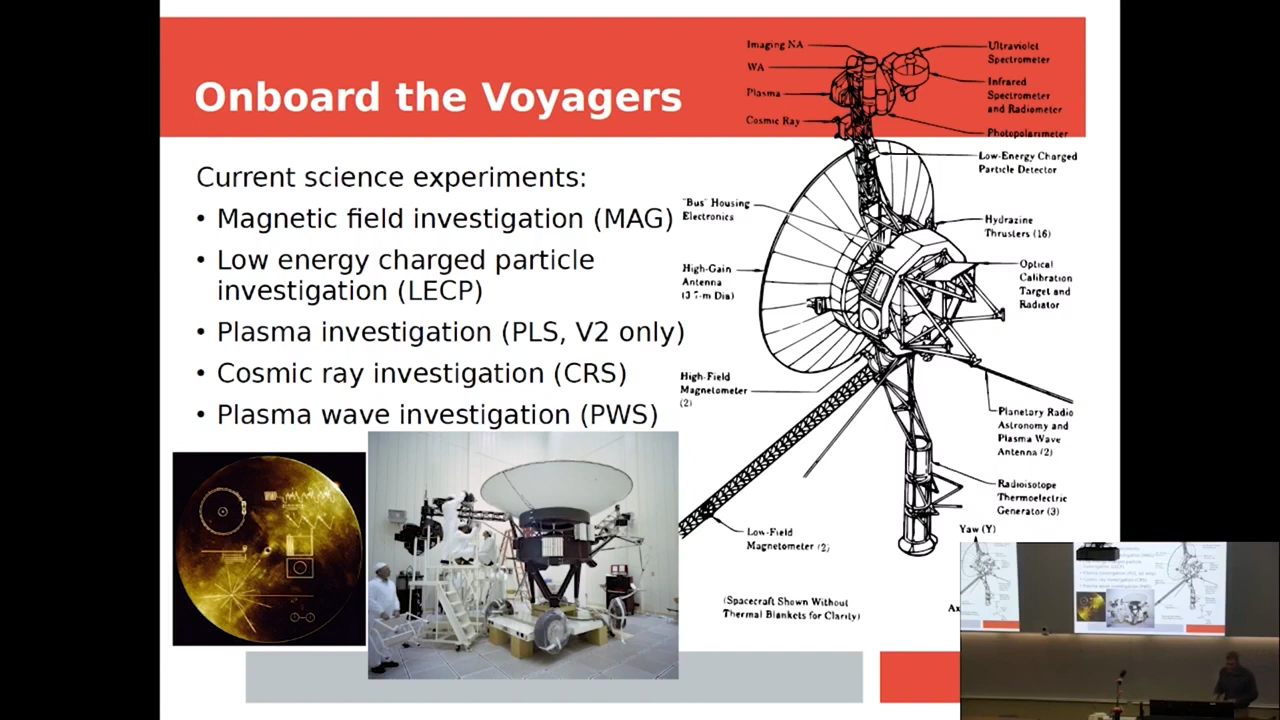 Onboard the Voyagers
Current science experiments:
• Magnetic field investigation (MAG)
• Low energy charged particle
investigation (LECP)
• Plasma investigation (PLS, V2 only)
• Cosmic ray investigation (CRS)
• Plasma wave investigation (PWS)
Imaging NA
WA
Plasma
Cosmic Ray
Ultraviolet
Spectrometer
Infrared
Spectrometer
and Radiometer
Photopolarimeter
Low-Energy Charged
Particle Detector
"Bus" Housing
Electronics
Hydrazine
Thrusters (16)
High-Gain
Antenna
(3.7-m Dia)
Optical
Calibration
Target and
Radiator
High-Field
Magnetometer
(2)
Planetary Radio
Astronomy and
Plasma Wave
Antenna (2)
Radioisotope
Thermoelectric
Generator (3)
Yaw (Y)
Low-Field
Magnetometer (2)
(Spacecraft Shown Without
Thermal Blankets for Clarity)
Ax